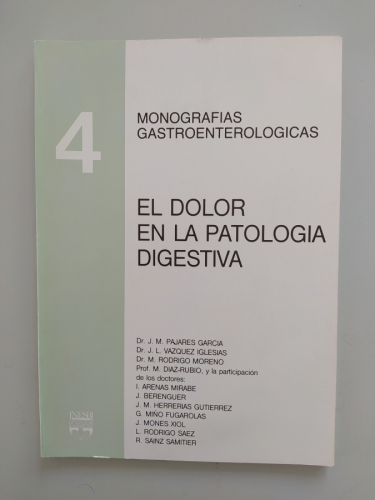 4
MONOGRAFIAS
GASTROENTEROLOGICAS
EL DOLOR
EN LA PATOLOGIA
DIGESTIVA
Dr. J. M. PAJARES GARCIA
Dr. J. L. VAZQUEZ IGLESIAS
Dr. M. RODRIGO MORENO
Prof. M. DIAZ-RUBIO, y la participación
de los doctores:
I. ARENAS MIRABE
J. BERENGUER
J. M. HERRERIAS GUTIERREZ
G. MIÑO FUGAROLAS
J. MONES XIOL
L. RODRIGO SAEZ
R. SAINZ SAMITIER